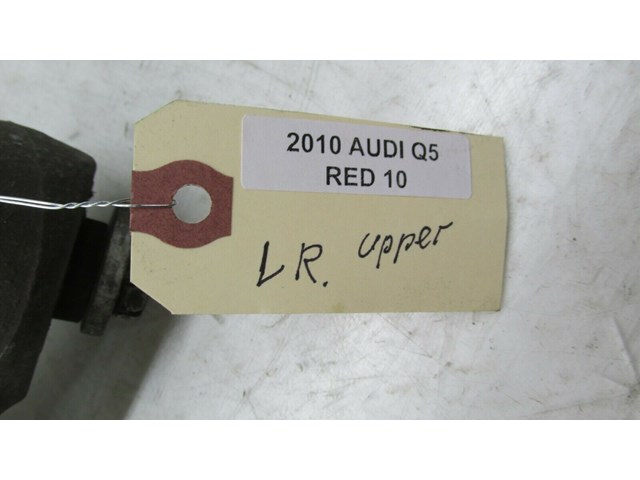 2010 AUDI Q5
RED 10
LR. upper